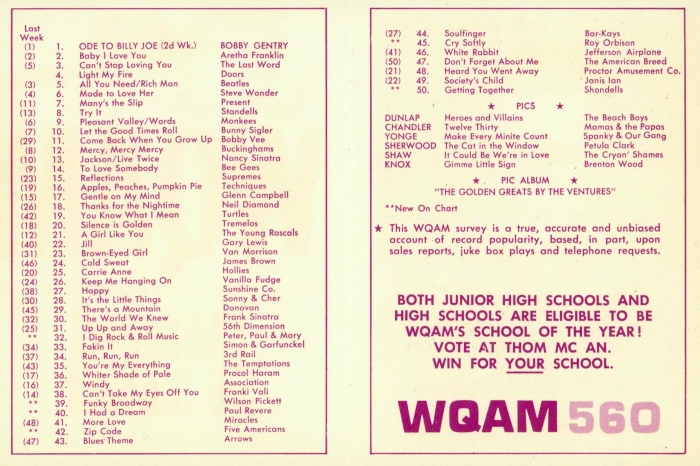 Last
Week
(1) 1. ODE TO BILLY JOE (2d Wk.) BOBBY GENTRY
(2) 2. Baby I Love You Aretha Franklin
(5) 3. Can't Stop Loving You The Last Word
4. Light My Fire Doors
(3) 5. All You Need/Rich Man Beatles
(4) 6. Made to Love Her Steve Wonder
(11) 7. Many's the Slip Present
(13) 8. Try It Standells
(6) 9. Pleasant Valley/Words Monkees
(7) 10. Let the Good Times Roll Bunny Sigler
(29) 11. Come Back When You Grow Up Bobby Vee
(8) 12. Mercy, Mercy, Mercy Buckinghams
(10) 13. Jackson/Live Twice Nancy Sinatra
(9) 14. To Love Somebody Bee Gees
(23) 15. Reflections Supremes
(19) 16. Apples, Peaches, Pumpkin Pie Techniques
(15) 17. Gentle on My Mind Glenn Campbell
(26) 18. Thanks for the Nightime Neil Diamond
(42) 19. You Know What I Mean Turtles
(18) 20. Silence is Golden Tremelos
(12) 21. A Girl Like You The Young Rascals
(40) 22. Jill Gary Lewis
(31) 23. Brown-Eyed Girl Van Morrison
(46) 24. Cold Sweat James Brown
(20) 25. Carrie Anne Hollies
(24) 26. Keep Me Hanging On Vanilla Fudge
(38) 27. Happy Sunshine Co.
(30) 28. It's the Little Things Sonny & Cher
(45) 29. There's a Mountain Donovan
(32) 30. The World We Knew Frank Sinatra
(25) 31. Up Up and Away 56th Dimension
** 32. I Dig Rock & Roll Music Peter, Paul & Mary
(34) 33. Fakin It Simon & Garfunckel
(37) 34. Run, Run, Run 3rd Rail
(43) 35. You're My Everything The Temptations
(17) 36. Whiter Shade of Pale Procol Haram
(16) 37. Windy Association
(14) 38. Can't Take My Eyes Off You Franki Vali
** 39. Funky Broadway Wilson Pickett
** 40. I Had a Dream Paul Revere
(48) 41. More Love Miracles
** 42. Zip Code Five Americans
(47) 43. Blues Theme Arrows
(27) 44. Soulfinger Bar-Kays
** 45. Cry Softly Roy Orbison
(41) 46. White Rabbit Jefferson Airplane
(50) 47. Don't Forget About Me The American Breed
(21) 48. Heard You Went Away Proctor Amusement Co.
(22) 49. Society's Child Janis Ian
** 50. Getting Together Shondells
★ PICS ★
DUNLAP Heroes and Villains The Beach Boys
CHANDLER Twelve Thirty Mamas & the Papas
YONGE Make Every Minite Count Spanky & Our Gang
SHERWOOD The Cat in the Window Petula Clark
SHAW It Could Be We're in Love The Cryan' Shames
KNOX Gimme Little Sign Brenton Wood
★ PIC ALBUM ★
"THE GOLDEN GREATS BY THE VENTURES"
**New On Chart
★ This WQAM survey is a true, accurate and unbiased
account of record popularity, based, in part, upon
sales reports, juke box plays and telephone requests.
BOTH JUNIOR HIGH SCHOOLS AND
HIGH SCHOOLS ARE ELIGIBLE TO BE
WQAM'S SCHOOL OF THE YEAR!
VOTE AT THOM MC AN.
WIN FOR YOUR SCHOOL.
WQAM 560